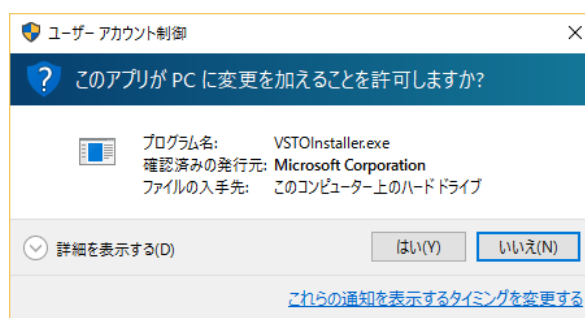 ユーザー アカウント制御
このアプリが PC に変更を加えることを許可しますか?
プログラム名: VSTOInstaller.exe
確認済みの発行元: Microsoft Corporation
ファイルの入手先: このコンピューター上のハード ドライブ
詳細を表示する(D) はい(Y) いいえ(N)
これらの通知を表示するタイミングを変更する